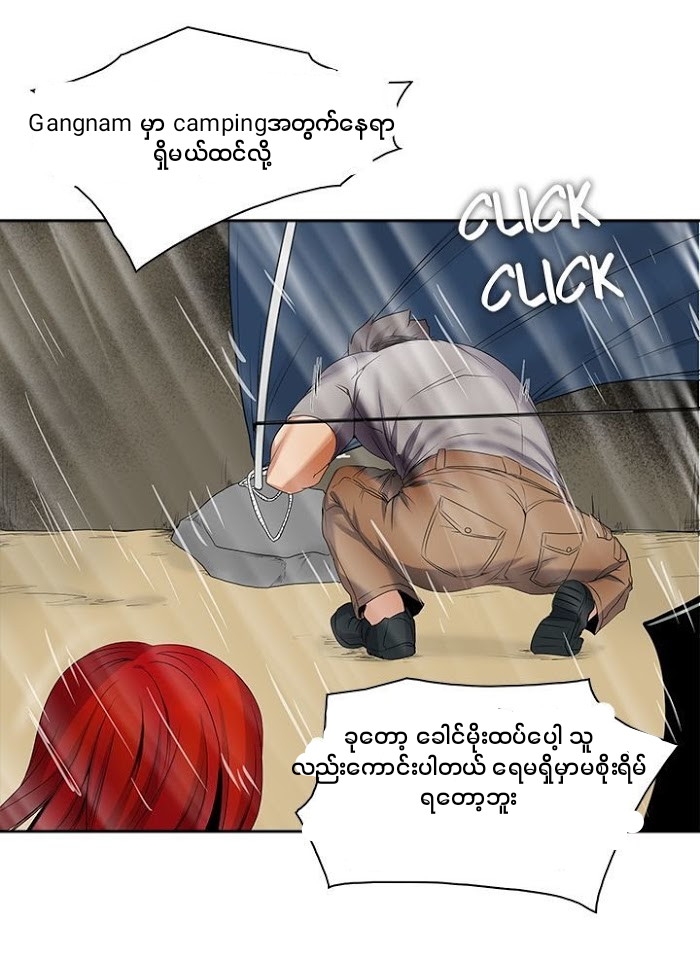 Gangnam မှာ campingအတွက်နေရာ
ရှိမယ်ထင်လို့
CLICK
CLICK
ခုတော့ ခေါင်မိုးထပ်ပေါ့ သူ
လည်းကောင်းပါတယ် ရေမရှိမှာမစိုးရိမ်
ရတော့ဘူး